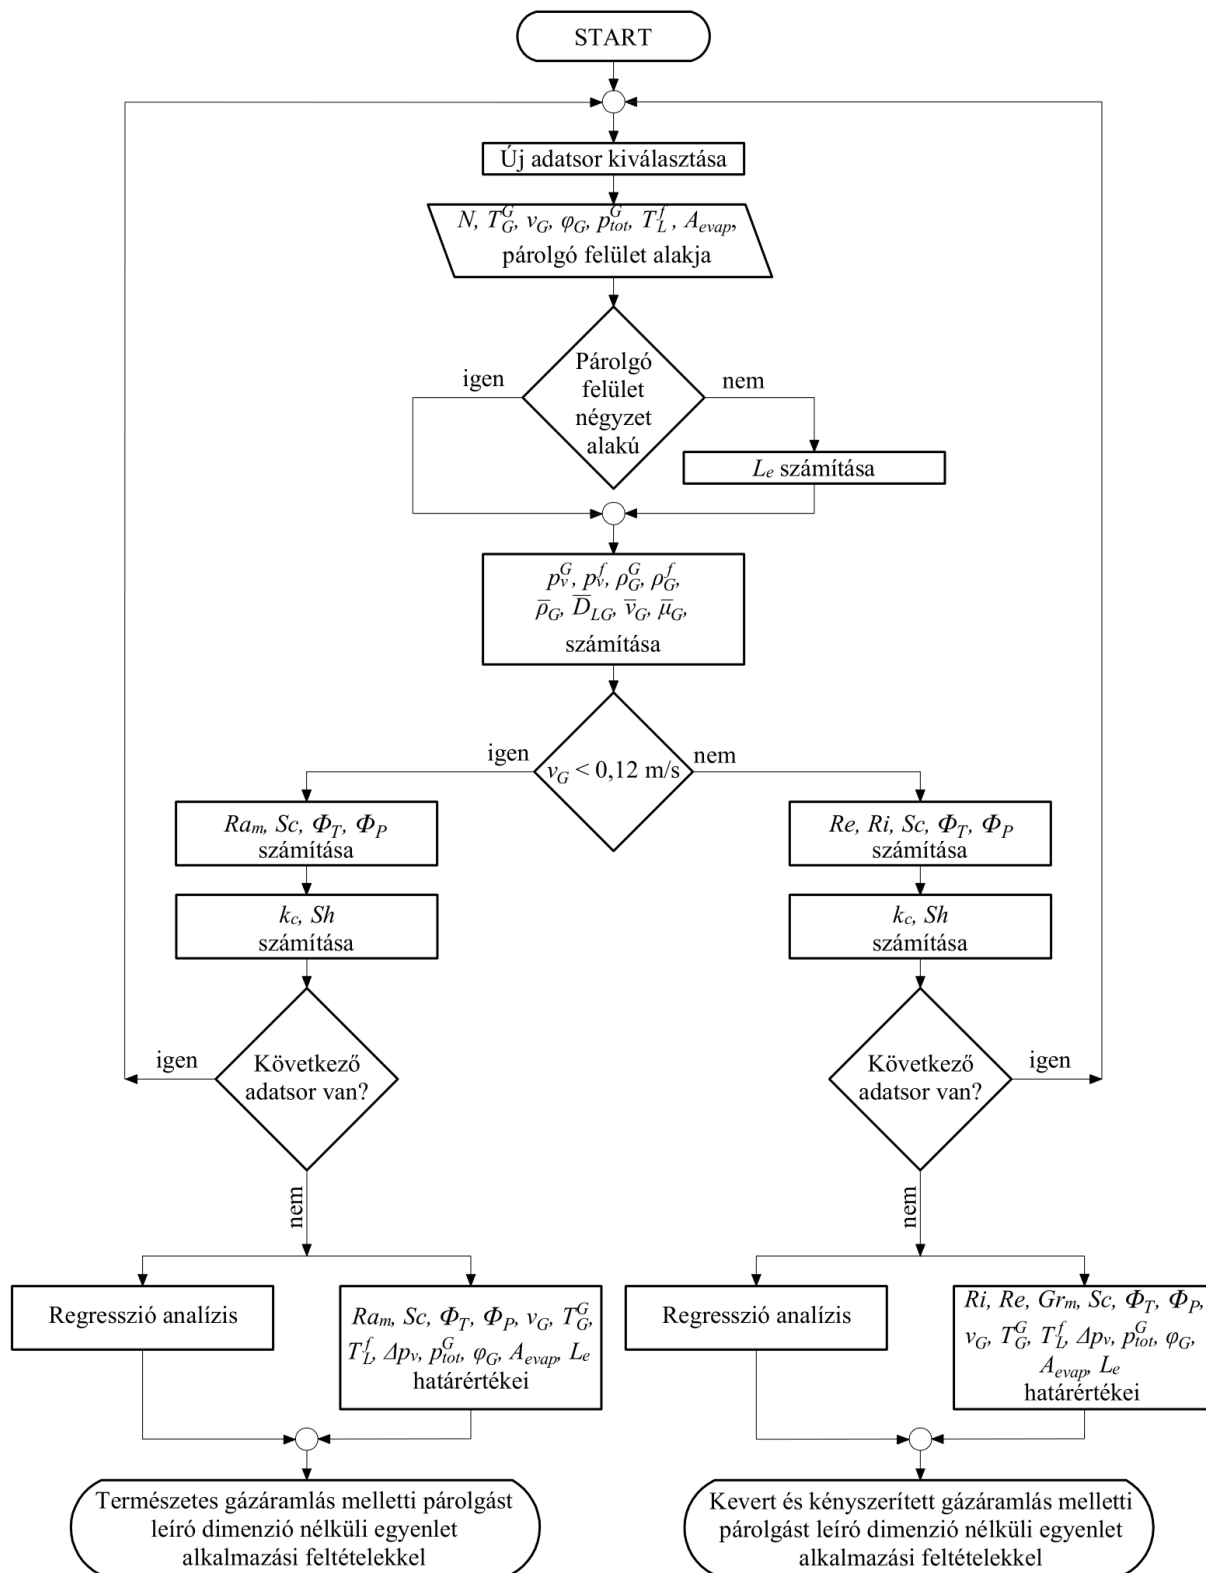 START
Új adatsor kiválasztása
N, T_G^G, v_G, φ_G, p_tot^G, T_L^f, A_evap,
párolgó felület alakja
igen
Párolgó
felület
négyzet
alakú
nem
L_e számítása
p_v^G, p_v^f, ρ_G^G, ρ_G^f,
ρ̅_G, D̅_LG, v̅_G, μ̅_G,
számítása
igen
v_G < 0,12 m/s
nem
Ra_m, Sc, Φ_T, Φ_P
számítása
k_c, Sh
számítása
igen
Következő
adatsor van?
nem
Regresszió analízis
Ra_m, Sc, Φ_T, Φ_P, v_G, T_G^G,
T_L^f, Δp_v, p_tot^G, φ_G, A_evap, L_e
határértékei
Természetes gázáramlás melletti párolgást
leíró dimenzió nélküli egyenlet
alkalmazási feltételekkel
Re, Ri, Sc, Φ_T, Φ_P
számítása
k_c, Sh
számítása
Következő
adatsor van?
igen
nem
Regresszió analízis
Ri, Re, Gr_m, Sc, Φ_T, Φ_P,
v_G, T_G^G, T_L^f, Δp_v, p_tot^G, φ_G,
A_evap, L_e
határértékei
Kevert és kényszerített gázáramlás melletti
párolgást leíró dimenzió nélküli egyenlet
alkalmazási feltételekkel